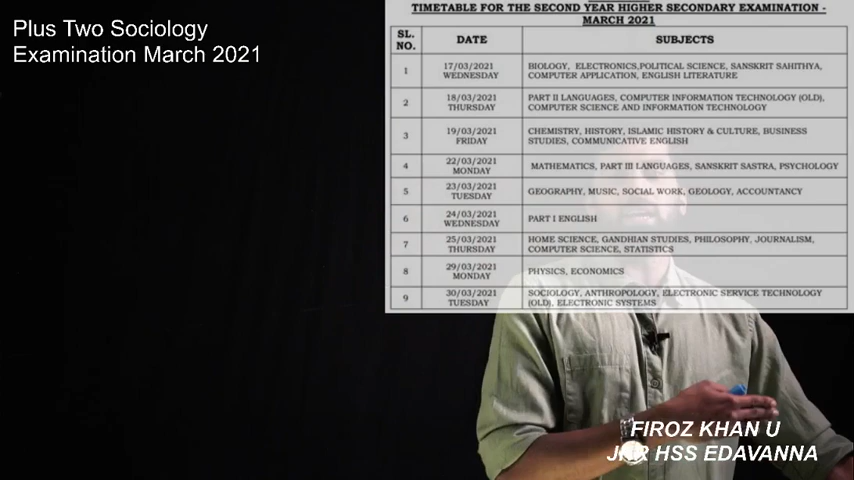 Plus Two Sociology
Examination March 2021
TIMETABLE FOR THE SECOND YEAR HIGHER SECONDARY EXAMINATION -
MARCH 2021
SL. NO. DATE SUBJECTS
1 17/03/2021 WEDNESDAY BIOLOGY, ELECTRONICS,POLITICAL SCIENCE, SANSKRIT SAHITHYA,
COMPUTER APPLICATION, ENGLISH LITERATURE
2 18/03/2021 THURSDAY PART II LANGUAGES, COMPUTER INFORMATION TECHNOLOGY (OLD),
COMPUTER SCIENCE AND INFORMATION TECHNOLOGY
3 19/03/2021 FRIDAY CHEMISTRY, HISTORY, ISLAMIC HISTORY & CULTURE, BUSINESS
STUDIES, COMMUNICATIVE ENGLISH
4 22/03/2021 MONDAY MATHEMATICS, PART III LANGUAGES, SANSKRIT SASTRA, PSYCHOLOGY
5 23/03/2021 TUESDAY GEOGRAPHY, MUSIC, SOCIAL WORK, GEOLOGY, ACCOUNTANCY
6 24/03/2021 WEDNESDAY PART I ENGLISH
7 25/03/2021 THURSDAY HOME SCIENCE, GANDHIAN STUDIES, PHILOSOPHY, JOURNALISM,
COMPUTER SCIENCE, STATISTICS
8 29/03/2021 MONDAY PHYSICS, ECONOMICS
9 30/03/2021 TUESDAY SOCIOLOGY, ANTHROPOLOGY, ELECTRONIC SERVICE TECHNOLOGY
(OLD), ELECTRONIC SYSTEMS
FIROZ KHAN U
HSS EDAVANNA